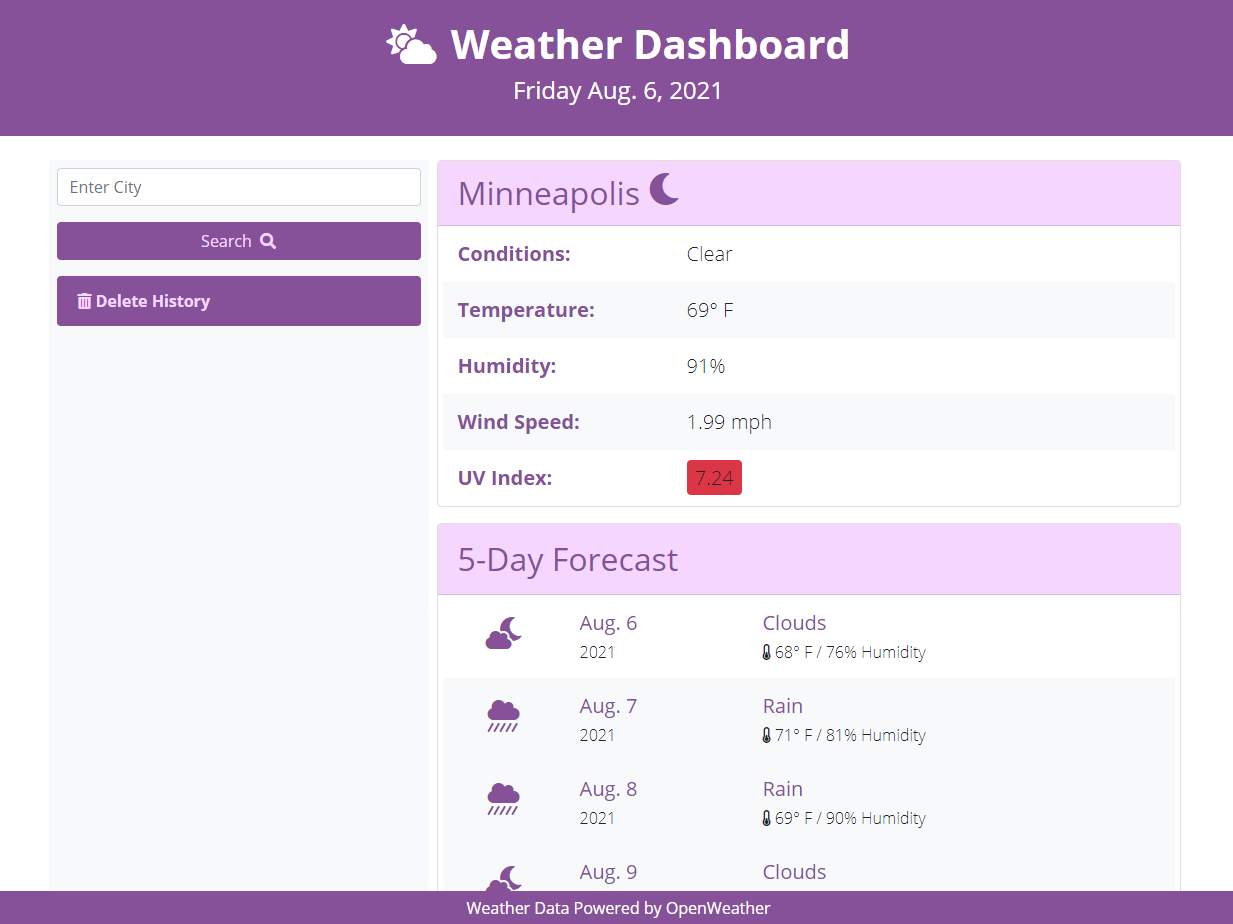 Weather Dashboard
Friday Aug. 6, 2021
Enter City
Search
Delete History
Minneapolis
Conditions: Clear
Temperature: 69° F
Humidity: 91%
Wind Speed: 1.99 mph
UV Index: 7.24
5-Day Forecast
Aug. 6 Clouds
2021 68° F / 76% Humidity
Aug. 7 Rain
2021 71° F / 81% Humidity
Aug. 8 Rain
2021 69° F / 90% Humidity
Aug. 9 Clouds
Weather Data Powered by OpenWeather